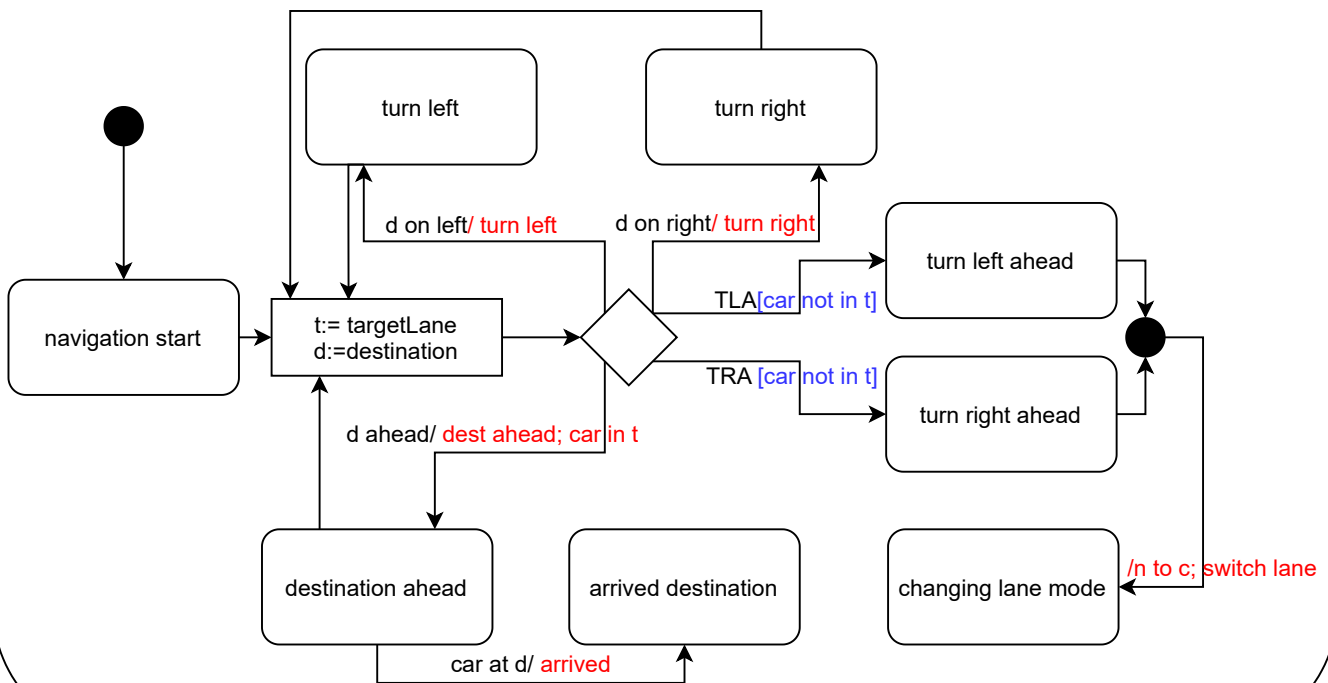 turn left
turn right
d on left/ turn left
d on right/ turn right
turn left ahead
TLA[car not in t]
navigation start
t:= targetLane
d:=destination
TRA [car not in t]
turn right ahead
d ahead/ dest ahead; car in t
destination ahead
arrived destination
changing lane mode
/n to c; switch lane
car at d/ arrived